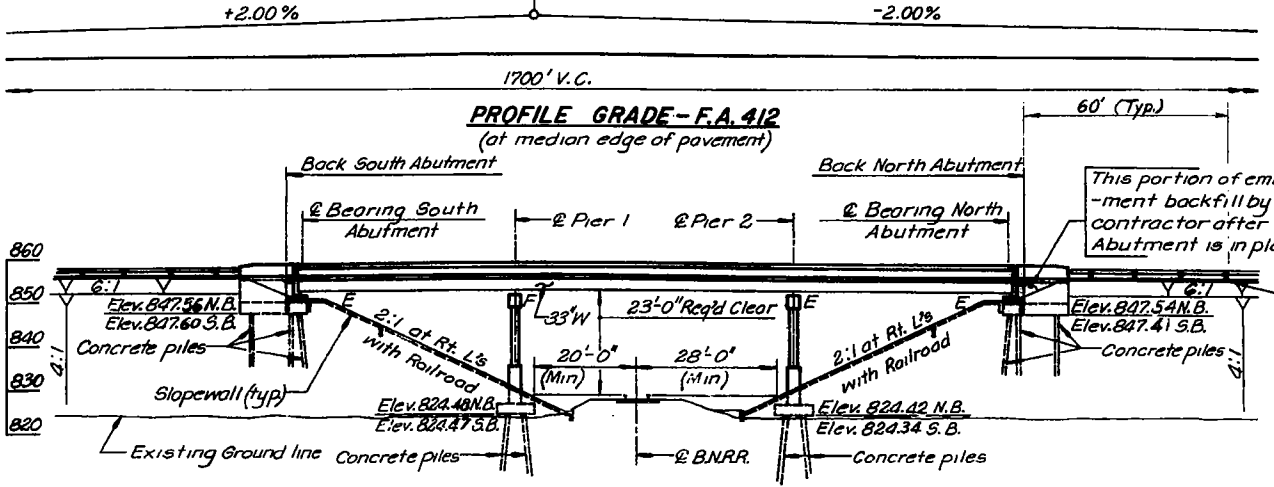 +2.00%
-2.00%
1700' V.C.
PROFILE GRADE - F.A. 412
(at median edge of pavement)
60' (Typ.)
Back South Abutment
Back North Abutment
This portion of em
-ment backfill by
contractor after
Abutment is in pla
℄ Bearing South
Abutment
℄ Pier 1
℄ Pier 2
℄ Bearing North
Abutment
860
850
840
830
820
6:1
6:1
Elev. 847.56 N.B.
Elev. 847.60 S.B.
Concrete piles
4:1
E
F
E
E
33"W
23'-0" Req'd Clear
2:1 at Rt. L's
with Railroad
2:1 at Rt. L's
with Railroad
20'-0"
(Min)
28'-0"
(Min)
Elev. 847.54 N.B.
Elev. 847.41 S.B.
Concrete piles
4:1
Slopewall (typ)
Elev. 824.48 N.B.
Elev. 824.47 S.B.
Elev. 824.42 N.B.
Elev. 824.34 S.B.
Existing Ground line
Concrete piles
℄ B.N.R.R.
Concrete piles